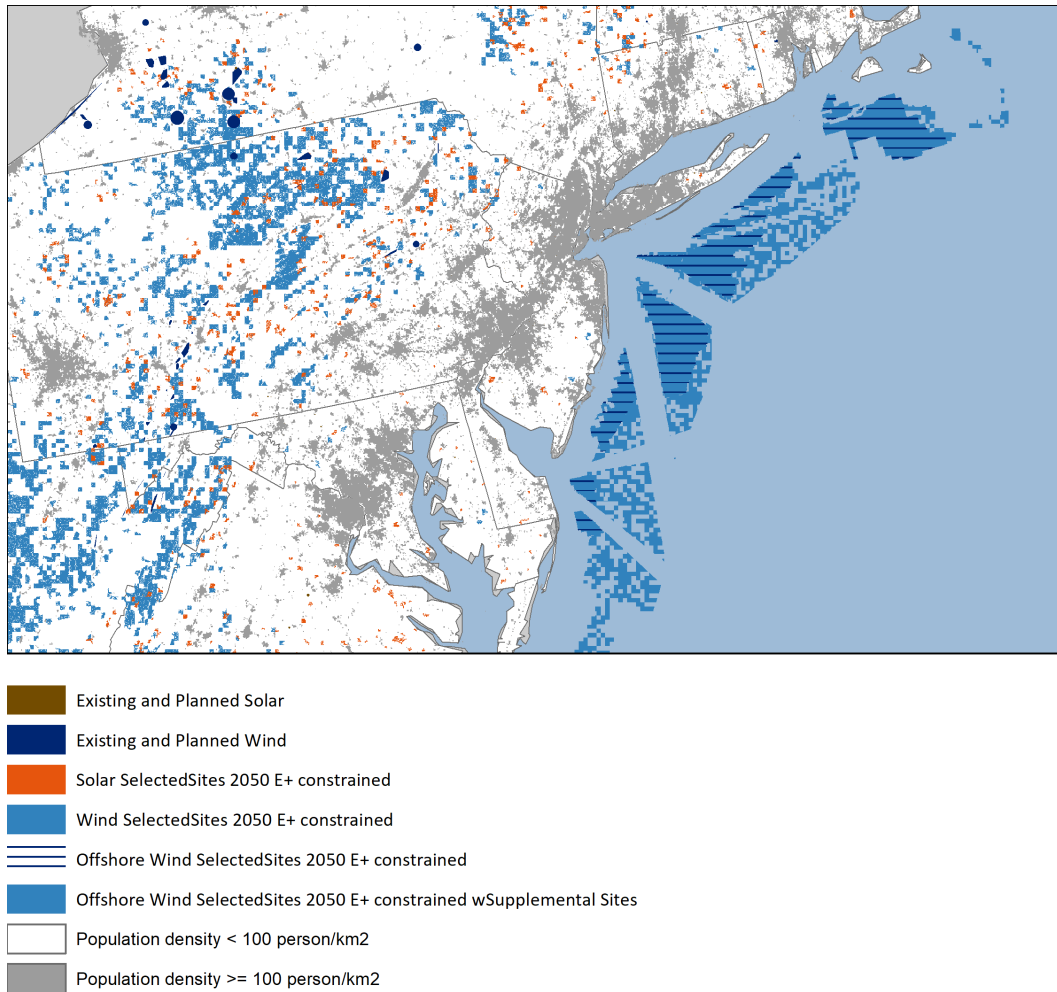 Existing and Planned Solar
Existing and Planned Wind
Solar SelectedSites 2050 E+ constrained
Wind SelectedSites 2050 E+ constrained
Offshore Wind SelectedSites 2050 E+ constrained
Offshore Wind SelectedSites 2050 E+ constrained wSupplemental Sites
Population density < 100 person/km2
Population density >= 100 person/km2